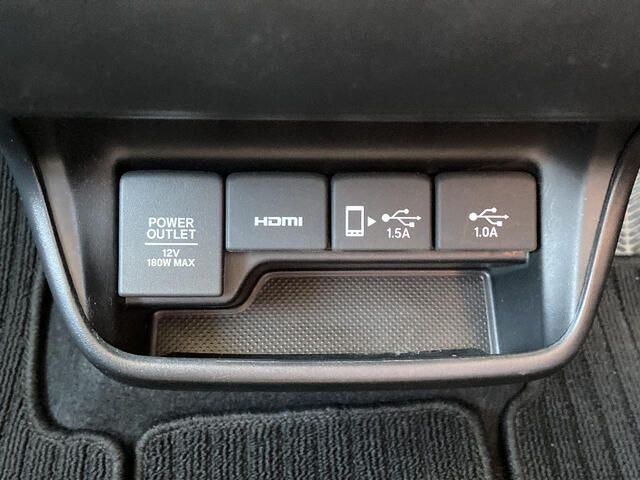 POWER
OUTLET
12V
180W MAX
HDMI
1.5A
1.0A